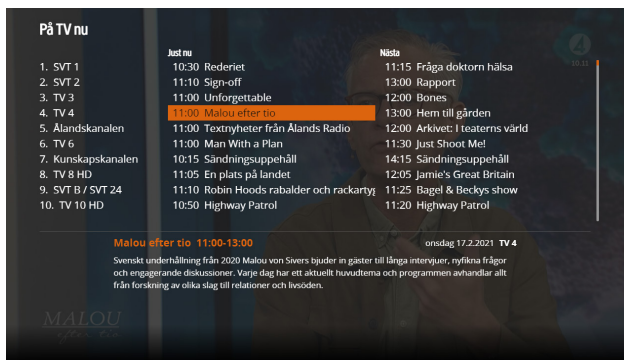 På TV nu
Just nu Nästa
1. SVT 1 10:30 Rederiet 11:15 Fråga doktorn hälsa
2. SVT 2 11:10 Sign-off 13:00 Rapport
3. TV 3 11:00 Unforgettable 12:00 Bones
4. TV 4 11:00 Malou efter tio 13:00 Hem till gården
5. Ålandskanalen 11:00 Textnyheter från Ålands Radio 12:00 Arkivet: I teaterns värld
6. TV 6 11:00 Man With a Plan 11:30 Just Shoot Me!
7. Kunskapskanalen 10:15 Sändningsuppehåll 14:15 Sändningsuppehåll
8. TV 8 HD 11:05 En plats på landet 12:05 Jamie's Great Britain
9. SVT B / SVT 24 11:10 Robin Hoods rabalder och rackartyg 11:25 Bagel & Beckys show
10. TV 10 HD 10:50 Highway Patrol 11:20 Highway Patrol
Malou efter tio 11:00-13:00 onsdag 17.2.2021 TV 4
Svenskt underhållning från 2020 Malou von Sivers bjuder in gäster till långa intervjuer, nyfikna frågor
och engagerande diskussioner. Varje dag har ett aktuellt huvudtema och programmen avhandlar allt
från forskning av olika slag till relationer och livsöden.
MALOU
efter tio